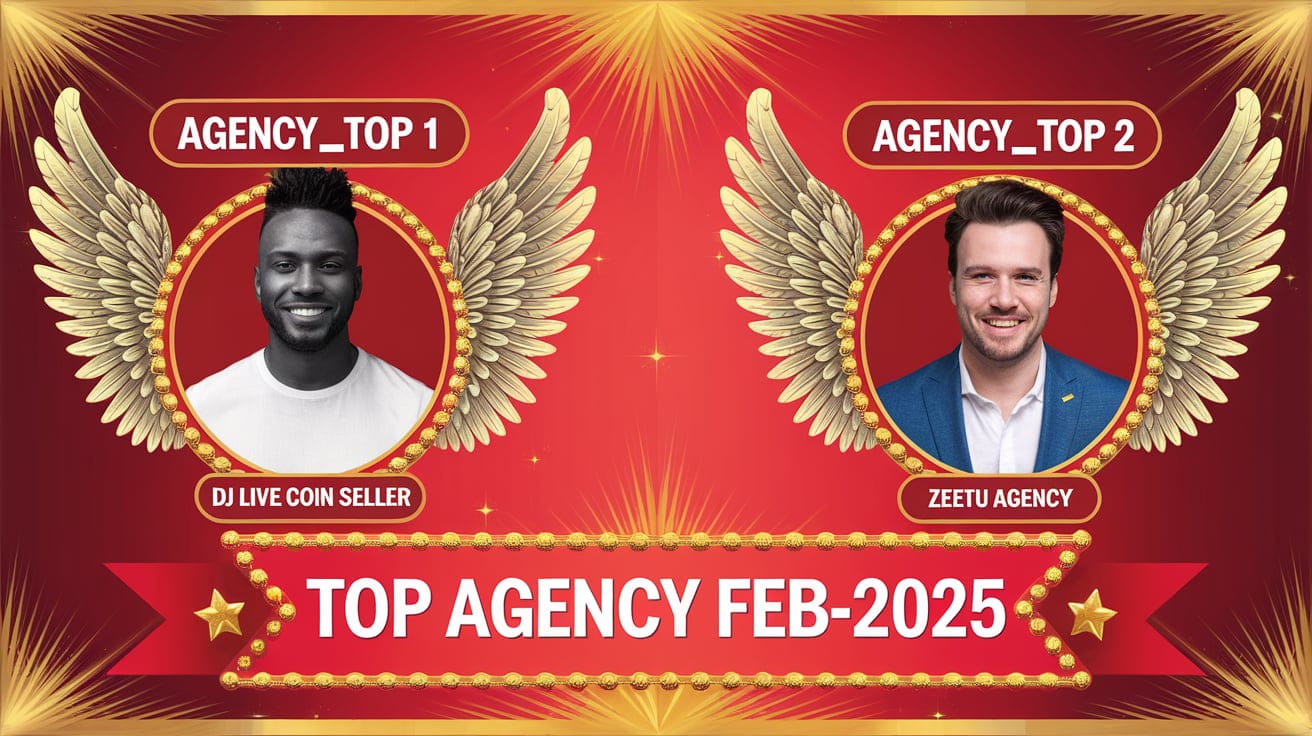 AGENCY_TOP 1
AGENCY_TOP 2
DJ LIVE COIN SELLER
ZEETU AGENCY
TOP AGENCY FEB-2025